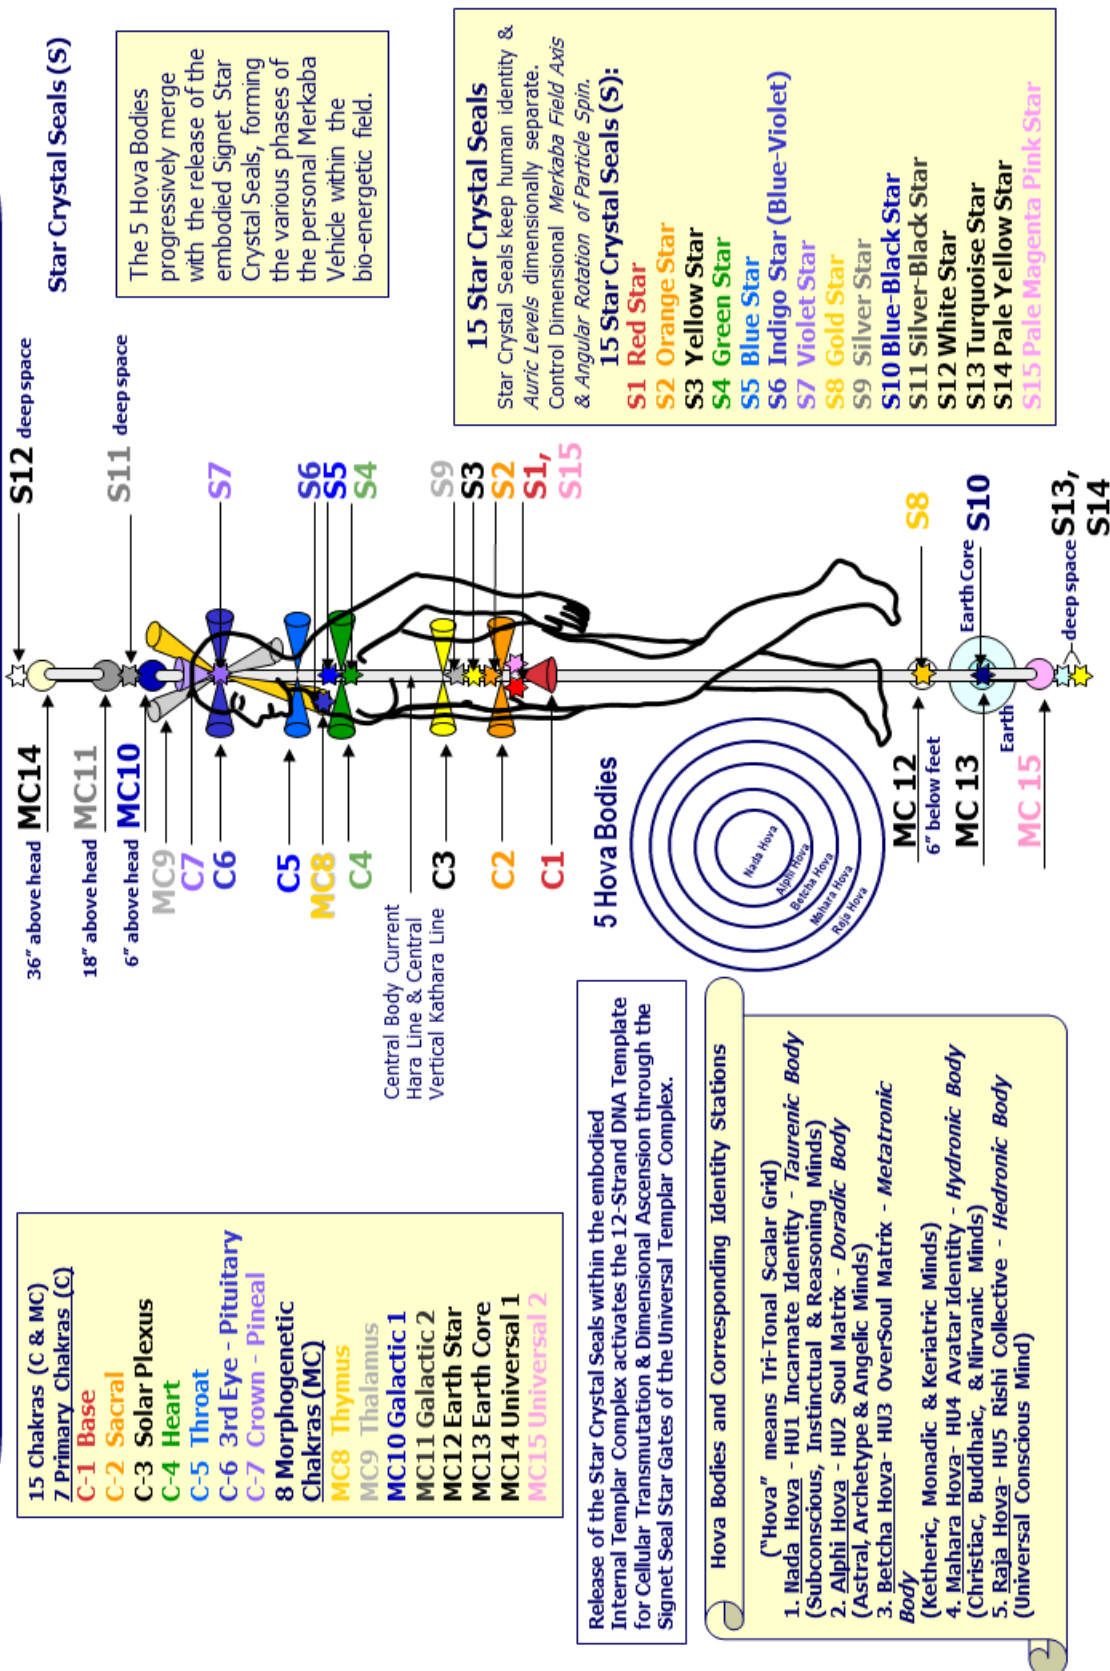 Star Crystal Seals (S)
15 Chakras (C & MC)
7 Primary Chakras (C)
C-1 Base
C-2 Sacral
C-3 Solar Plexus
C-4 Heart
C-5 Throat
C-6 3rd Eye - Pituitary
C-7 Crown - Pineal
8 Morphogenetic
Chakras (MC)
MC8 Thymus
MC9 Thalamus
MC10 Galactic 1
MC11 Galactic 2
MC12 Earth Star
MC13 Earth Core
MC14 Universal 1
MC15 Universal 2
36” above head MC14
18” above head MC11
6” above head MC10
MC9
C7
C6
C5
MC8
C4
Central Body Current
Hara Line & Central
Vertical Kathara Line
C3
C2
C1
MC 12
6” below feet
MC 13
Earth
MC 15
S12 deep space
S11 deep space
S7
S6
S5
S4
S9
S3
S2
S1,
S15
S8
Earth Core S10
deep space S13,
S14
The 5 Hova Bodies
progressively merge
with the release of the
embodied Signet Star
Crystal Seals, forming
the various phases of
the personal Merkaba
Vehicle within the
bio-energetic field.
15 Star Crystal Seals
Star Crystal Seals keep human identity &
Auric Levels dimensionally separate.
Control Dimensional Merkaba Field Axis
& Angular Rotation of Particle Spin.
15 Star Crystal Seals (S):
S1 Red Star
S2 Orange Star
S3 Yellow Star
S4 Green Star
S5 Blue Star
S6 Indigo Star (Blue-Violet)
S7 Violet Star
S8 Gold Star
S9 Silver Star
S10 Blue-Black Star
S11 Silver-Black Star
S12 White Star
S13 Turquoise Star
S14 Pale Yellow Star
S15 Pale Magenta Pink Star
Release of the Star Crystal Seals within the embodied
Internal Templar Complex activates the 12-Strand DNA Template
for Cellular Transmutation & Dimensional Ascension through the
Signet Seal Star Gates of the Universal Templar Complex.
5 Hova Bodies
Nada Hova
Alphi Hova
Betcha Hova
Mahara Hova
Raja Hova
Hova Bodies and Corresponding Identity Stations
(“Hova” means Tri-Tonal Scalar Grid)
1. Nada Hova - HU1 Incarnate Identity - Taurenic Body
(Subconscious, Instinctual & Reasoning Minds)
2. Alphi Hova - HU2 Soul Matrix - Doradic Body
(Astral, Archetype & Angelic Minds)
3. Betcha Hova- HU3 OverSoul Matrix - Metatronic
Body
(Ketheric, Monadic & Keriatric Minds)
4. Mahara Hova- HU4 Avatar Identity - Hydronic Body
(Christiac, Buddhaic, & Nirvanic Minds)
5. Raja Hova- HU5 Rishi Collective - Hedronic Body
(Universal Conscious Mind)